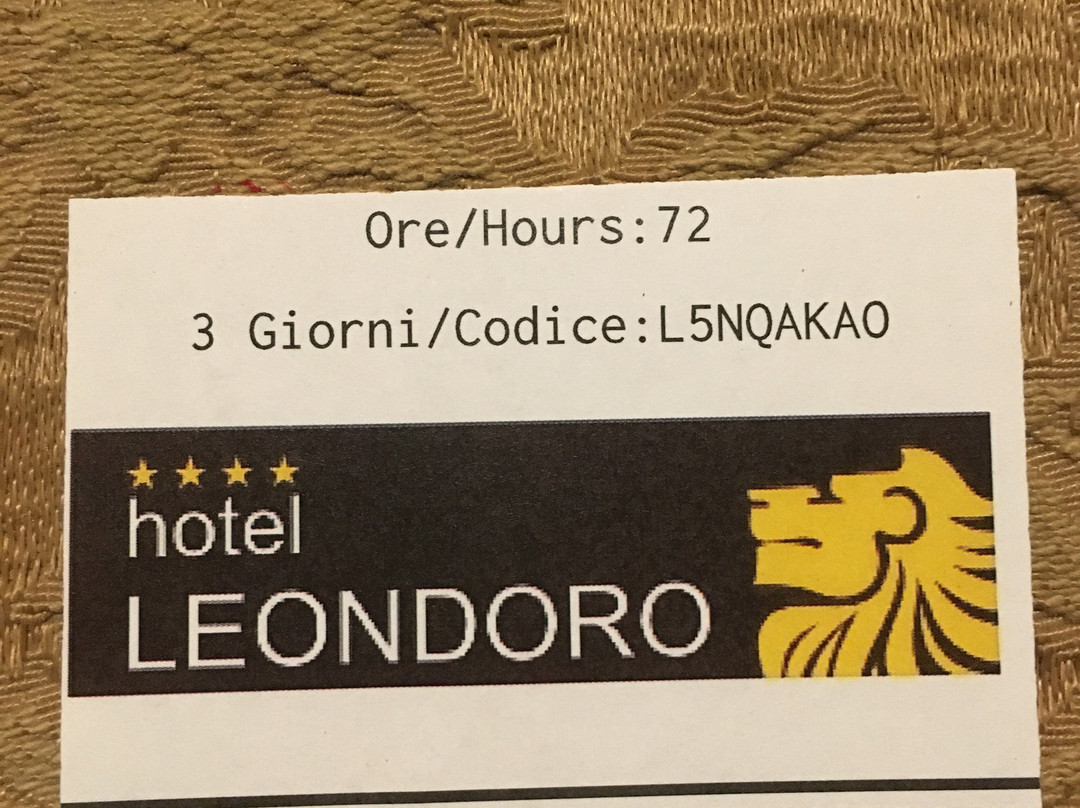 Ore/Hours:72
3 Giorni/Codice:L5NQAKAO
hotel
LEONDORO